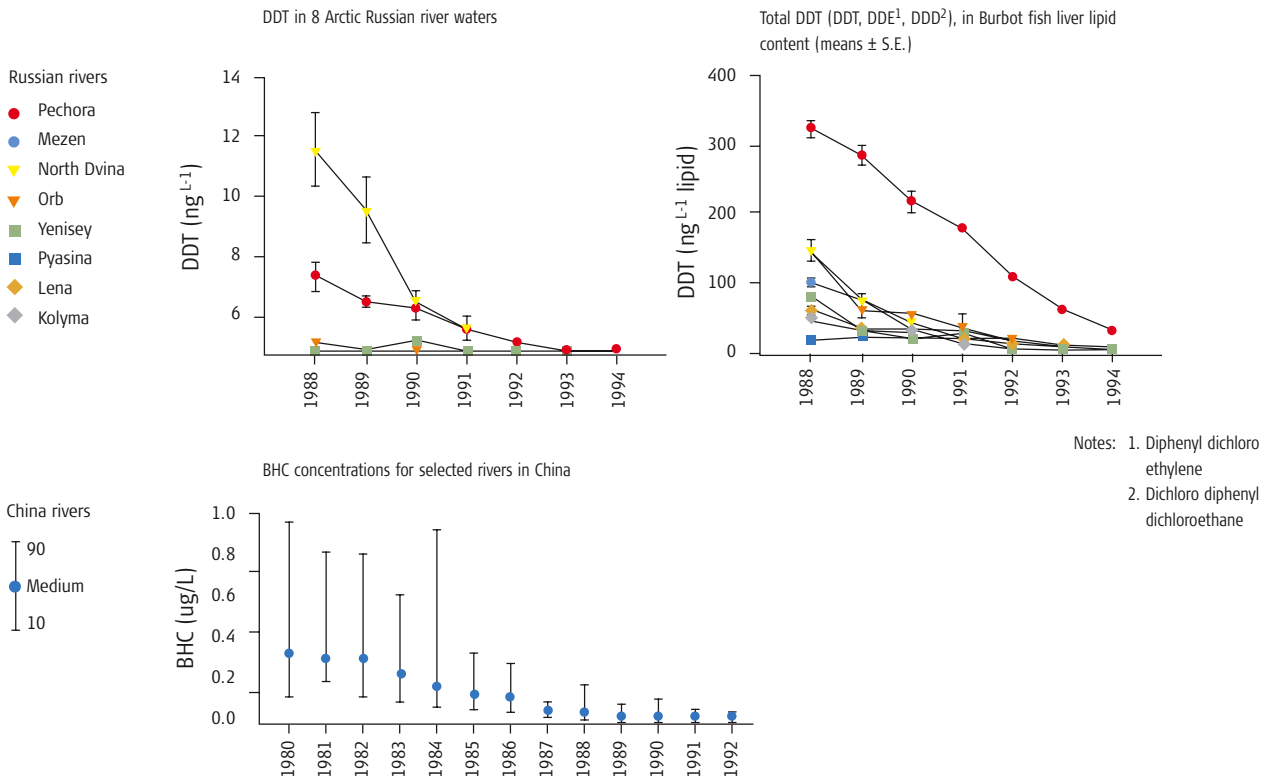 DDT in 8 Arctic Russian river waters
Total DDT (DDT, DDE1, DDD2), in Burbot fish liver lipid
content (means ± S.E.)
Russian rivers
Pechora
Mezen
North Dvina
Orb
Yenisey
Pyasina
Lena
Kolyma
DDT (ng L-1)
14
12
10
8
6
1988
1989
1990
1991
1992
1993
1994
DDT (ng L-1 lipid)
400
300
200
100
0
1988
1989
1990
1991
1992
1993
1994
Notes: 1. Diphenyl dichloro
ethylene
2. Dichloro diphenyl
dichloroethane
BHC concentrations for selected rivers in China
China rivers
90
Medium
10
BHC (ug/L)
1.0
0.8
0.6
0.4
0.2
0.0
1980
1981
1982
1983
1984
1985
1986
1987
1988
1989
1990
1991
1992